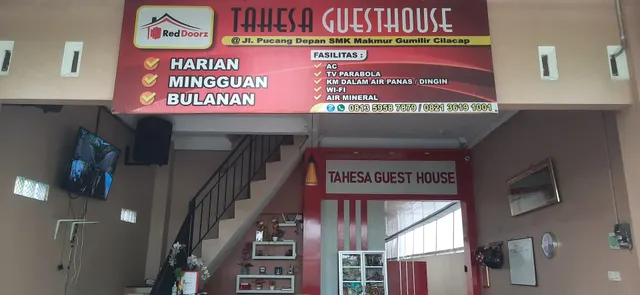 RedDoorz
TAHESA GUESTHOUSE
@ Jl. Pucang Depan SMK Makmur Gumilir Cilacap
HARIAN
MINGGUAN
BULANAN
FASILITAS :
AC
TV PARABOLA
KM DALAM AIR PANAS / DINGIN
WI-FI
AIR MINERAL
0813 5958 7879 / 0821 3619 1001
TAHESA GUEST HOUSE